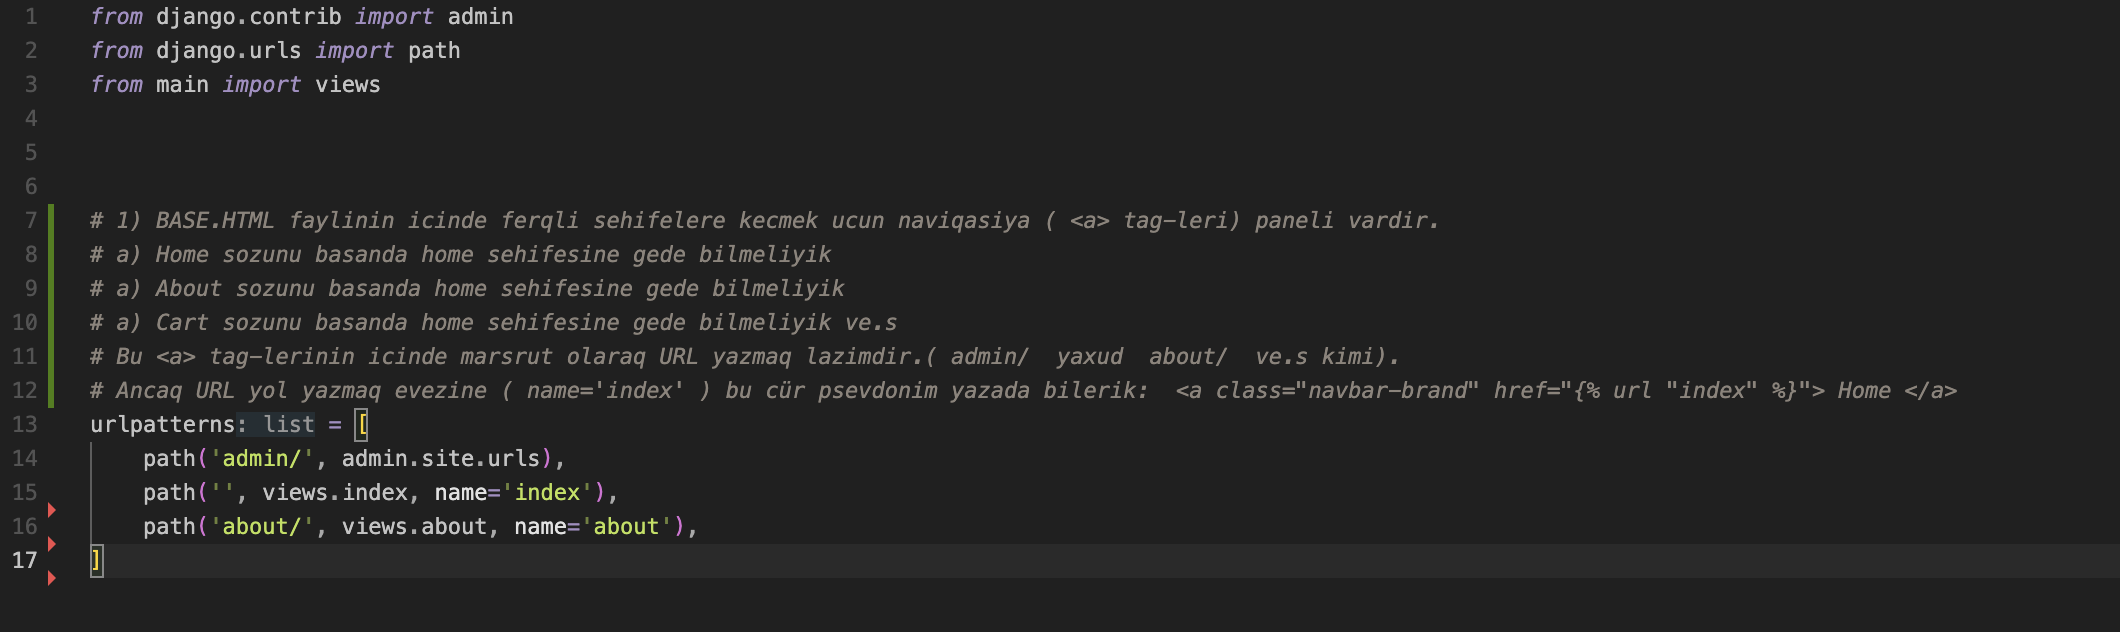 1 from django.contrib import admin
2 from django.urls import path
3 from main import views
4
5
6
7 # 1) BASE.HTML faylinin icinde ferqli sehifelere kecmek ucun naviqasiya ( <a> tag-leri) paneli vardir.
8 # a) Home sozunu basanda home sehifesine gede bilmeliyik
9 # a) About sozunu basanda home sehifesine gede bilmeliyik
10 # a) Cart sozunu basanda home sehifesine gede bilmeliyik ve.s
11 # Bu <a> tag-lerinin icinde marsrut olaraq URL yazmaq lazimdir.( admin/  yaxud  about/  ve.s kimi).
12 # Ancaq URL yol yazmaq evezine ( name='index' ) bu cür psevdonim yazada bilerik:  <a class="navbar-brand" href="{% url "index" %}"> Home </a>
13 urlpatterns: list = [
14     path('admin/', admin.site.urls),
15     path('', views.index, name='index'),
16     path('about/', views.about, name='about'),
17 ]